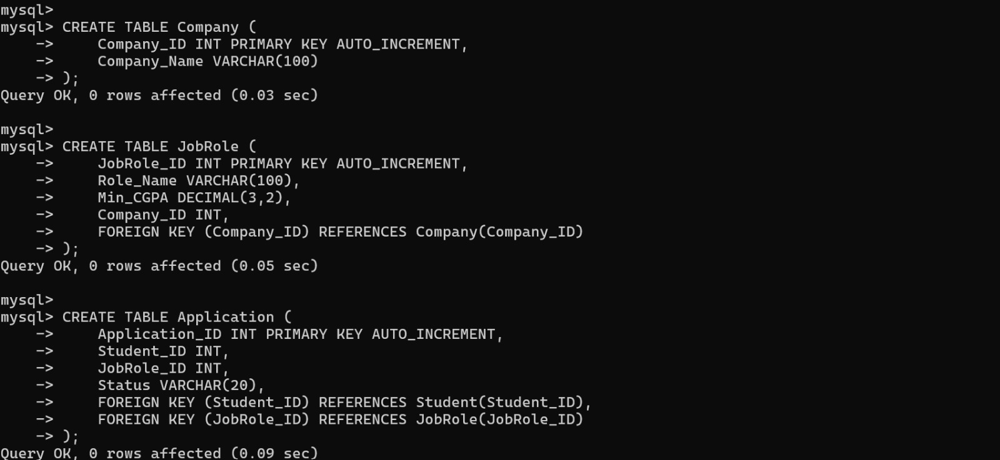 mysql>
mysql> CREATE TABLE Company (
    ->     Company_ID INT PRIMARY KEY AUTO_INCREMENT,
    ->     Company_Name VARCHAR(100)
    -> );
Query OK, 0 rows affected (0.03 sec)

mysql>
mysql> CREATE TABLE JobRole (
    ->     JobRole_ID INT PRIMARY KEY AUTO_INCREMENT,
    ->     Role_Name VARCHAR(100),
    ->     Min_CGPA DECIMAL(3,2),
    ->     Company_ID INT,
    ->     FOREIGN KEY (Company_ID) REFERENCES Company(Company_ID)
    -> );
Query OK, 0 rows affected (0.05 sec)

mysql>
mysql> CREATE TABLE Application (
    ->     Application_ID INT PRIMARY KEY AUTO_INCREMENT,
    ->     Student_ID INT,
    ->     JobRole_ID INT,
    ->     Status VARCHAR(20),
    ->     FOREIGN KEY (Student_ID) REFERENCES Student(Student_ID),
    ->     FOREIGN KEY (JobRole_ID) REFERENCES JobRole(JobRole_ID)
    -> );
Query OK, 0 rows affected (0.09 sec)